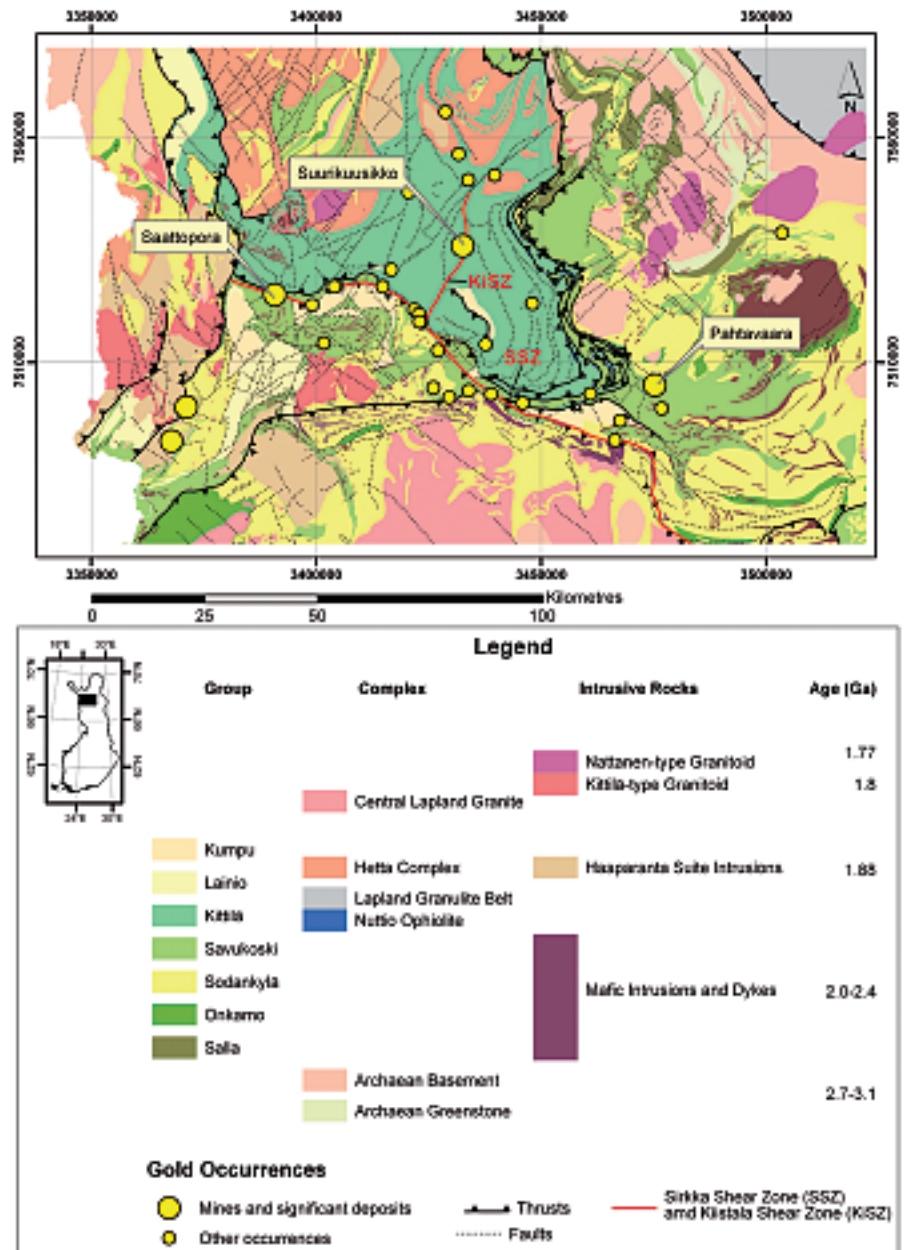 3350000 3400000 3450000 3500000
N
7560000 7560000
Suurikuusikko
Saattopora
KiSZ
Pahtavaara
SSZ
7510000 7510000
3350000 3400000 3450000 3500000
Kilometres
0 25 50 100
Legend
Group Complex Intrusive Rocks Age (Ga)
1.77
Nattanen-type Granitoid
Kittilä-type Granitoid 1.8
Central Lapland Granite
Kumpu
Lainio
Hetta Complex
Haaparanta Suite Intrusions 1.88
Kittilä
Lapland Granulite Belt
Nuttio Ophiolite
Savukoski
Sodankylä
Mafic Intrusions and Dykes 2.0-2.4
Onkamo
Salla
Archaean Basement
2.7-3.1
Archaean Greenstone
Gold Occurrences
Mines and significant deposits
Thrusts
Sirkka Shear Zone (SSZ)
amd Kiistala Shear Zone (KiSZ)
Other occurrences
Faults